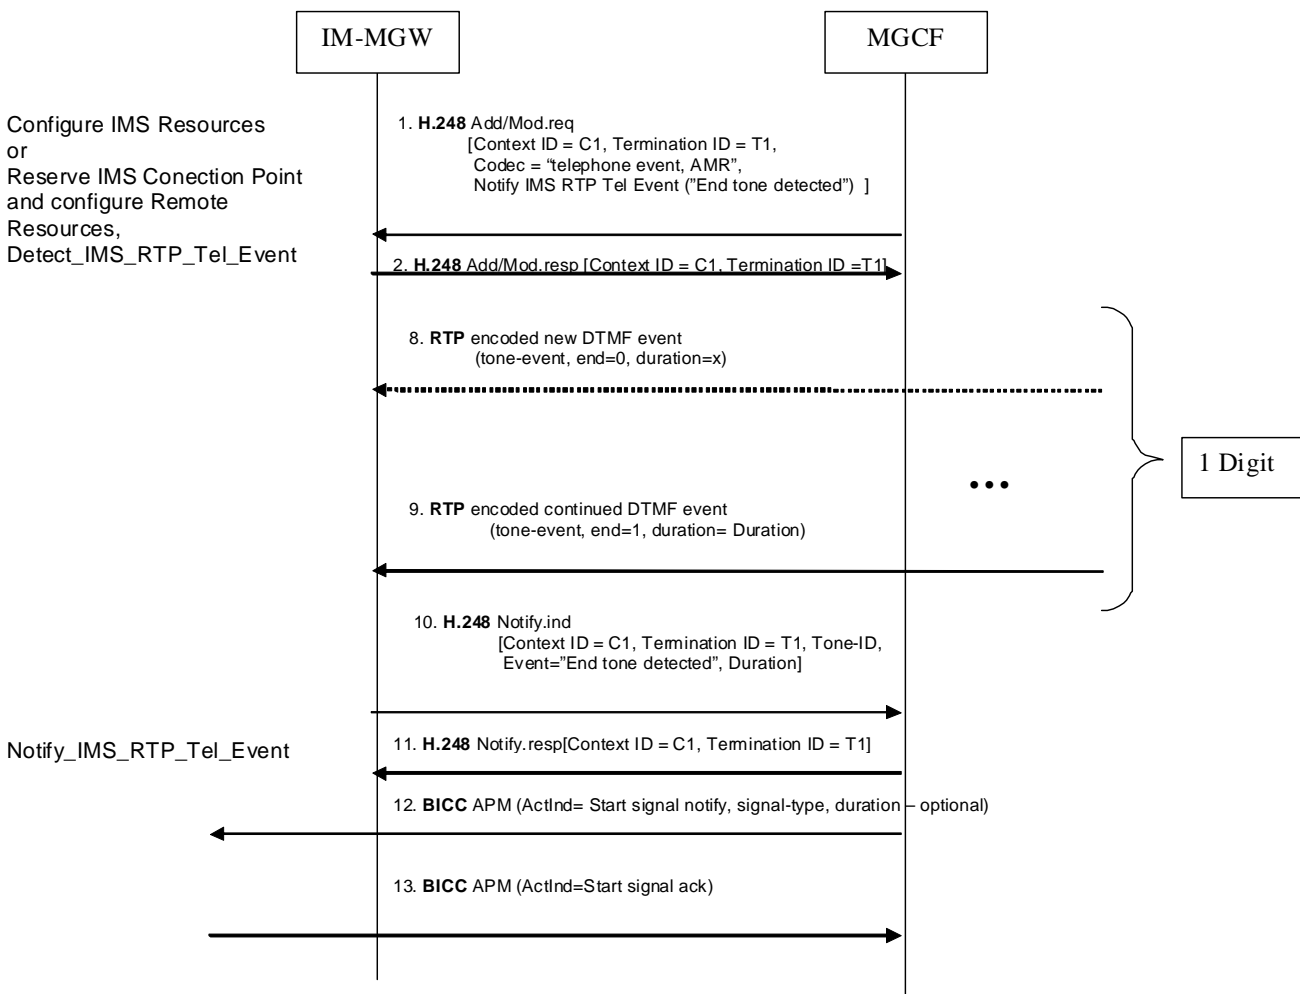 IM-MGW
MGCF
Configure IMS Resources
or
Reserve IMS Conection Point
and configure Remote
Resources,
Detect_IMS_RTP_Tel_Event
1. H.248 Add/Mod.req
[Context ID = C1, Termination ID = T1,
Codec = “telephone event, AMR”,
Notify IMS RTP Tel Event (”End tone detected”) ]
2. H.248 Add/Mod.resp [Context ID = C1, Termination ID =T1]
8. RTP encoded new DTMF event
(tone-event, end=0, duration=x)
1 Digit
...
9. RTP encoded continued DTMF event
(tone-event, end=1, duration= Duration)
10. H.248 Notify.ind
[Context ID = C1, Termination ID = T1, Tone-ID,
Event=”End tone detected”, Duration]
Notify_IMS_RTP_Tel_Event
11. H.248 Notify.resp[Context ID = C1, Termination ID = T1]
12. BICC APM (ActInd= Start signal notify, signal-type, duration – optional)
13. BICC APM (ActInd=Start signal ack)